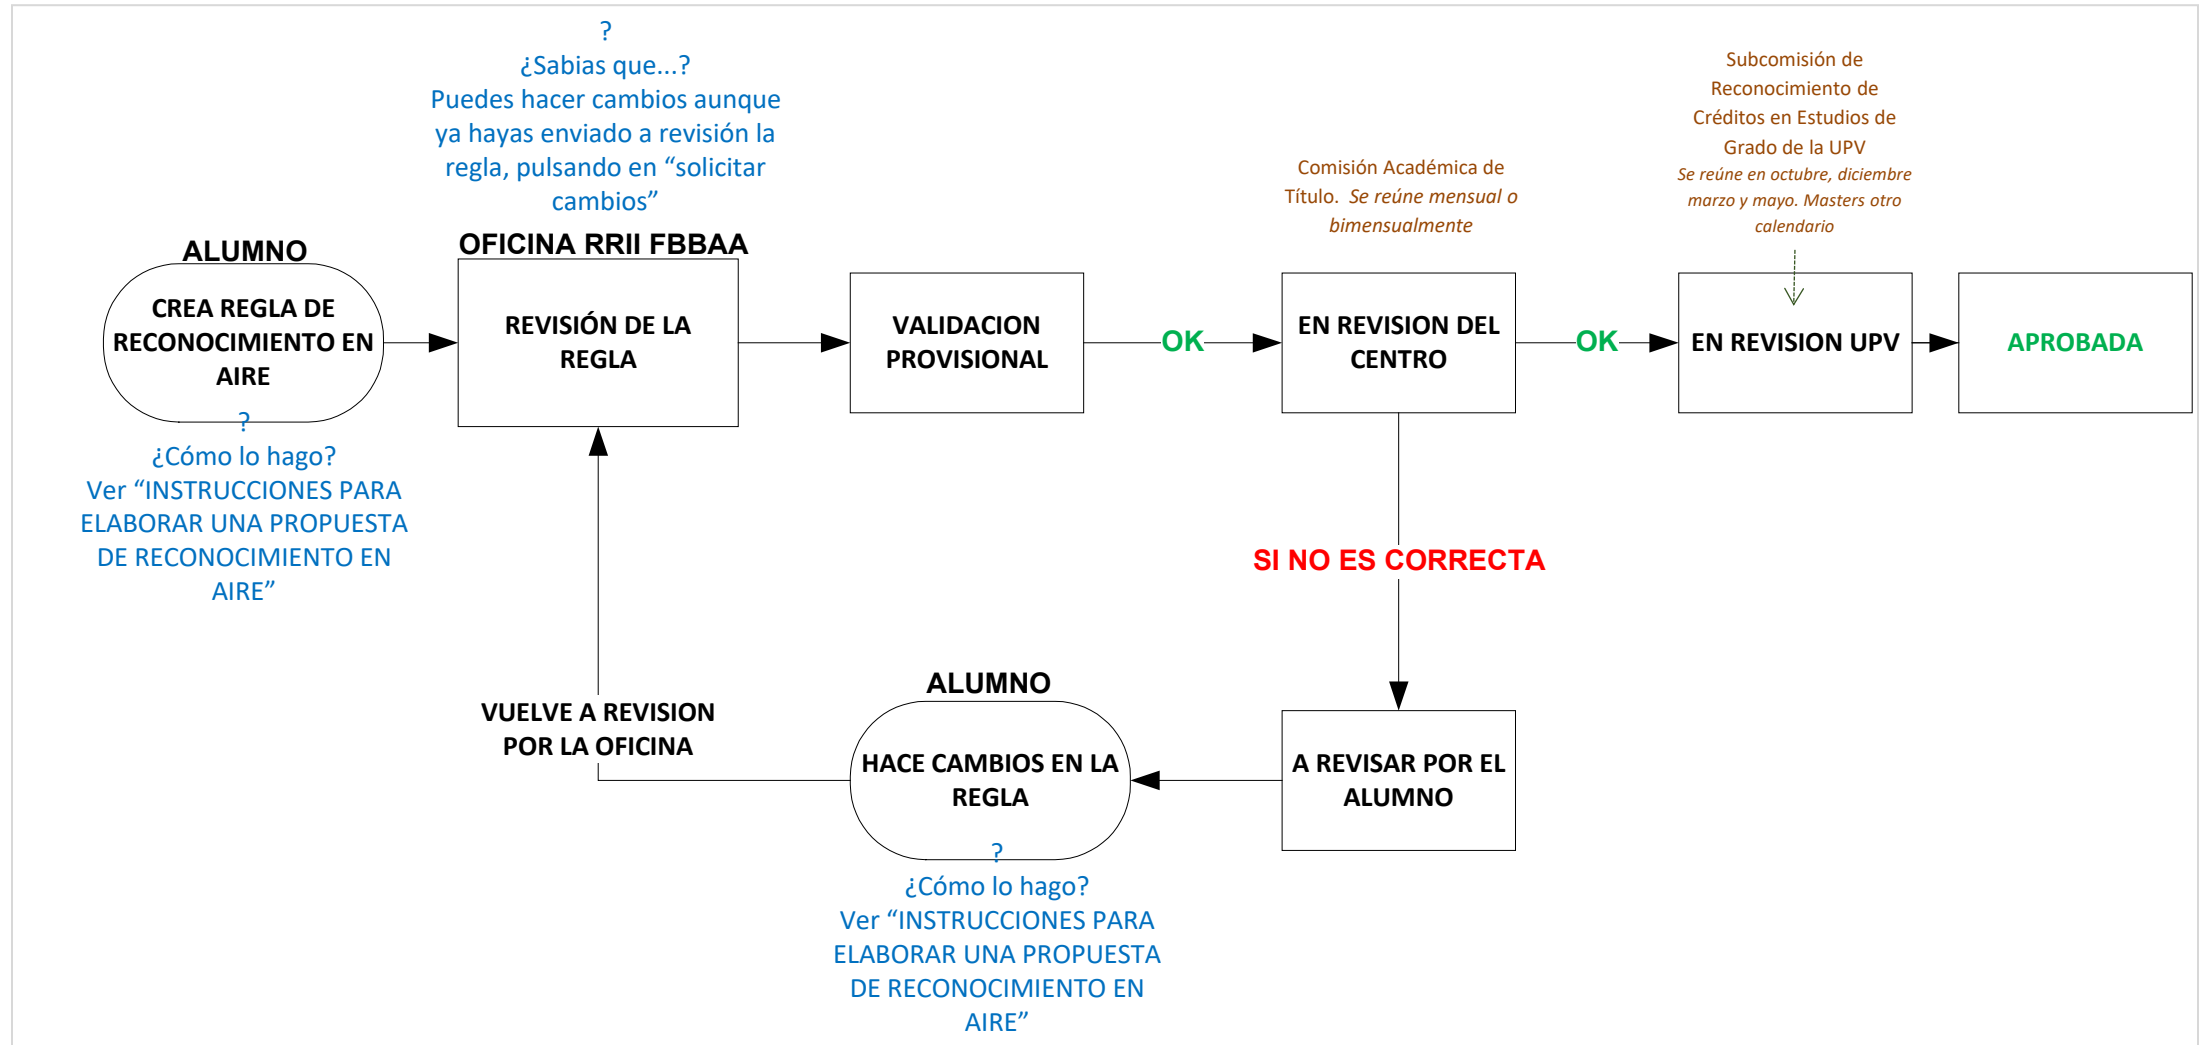 ?
¿Sabias que...?
Puedes hacer cambios aunque
ya hayas enviado a revisión la
regla, pulsando en “solicitar
cambios”
Subcomisión de
Reconocimiento de
Créditos en Estudios de
Grado de la UPV
Se reúne en octubre, diciembre
marzo y mayo. Masters otro
calendario
Comisión Académica de
Título. Se reúne mensual o
bimensualmente
ALUMNO
CREA REGLA DE
RECONOCIMIENTO EN
AIRE
?
¿Cómo lo hago?
Ver “INSTRUCCIONES PARA
ELABORAR UNA PROPUESTA
DE RECONOCIMIENTO EN
AIRE”
OFICINA RRII FBBAA
REVISIÓN DE LA
REGLA
VALIDACION
PROVISIONAL
OK
EN REVISION DEL
CENTRO
OK
EN REVISION UPV
APROBADA
SI NO ES CORRECTA
A REVISAR POR EL
ALUMNO
ALUMNO
HACE CAMBIOS EN LA
REGLA
?
¿Cómo lo hago?
Ver “INSTRUCCIONES PARA
ELABORAR UNA PROPUESTA
DE RECONOCIMIENTO EN
AIRE”
VUELVE A REVISION
POR LA OFICINA